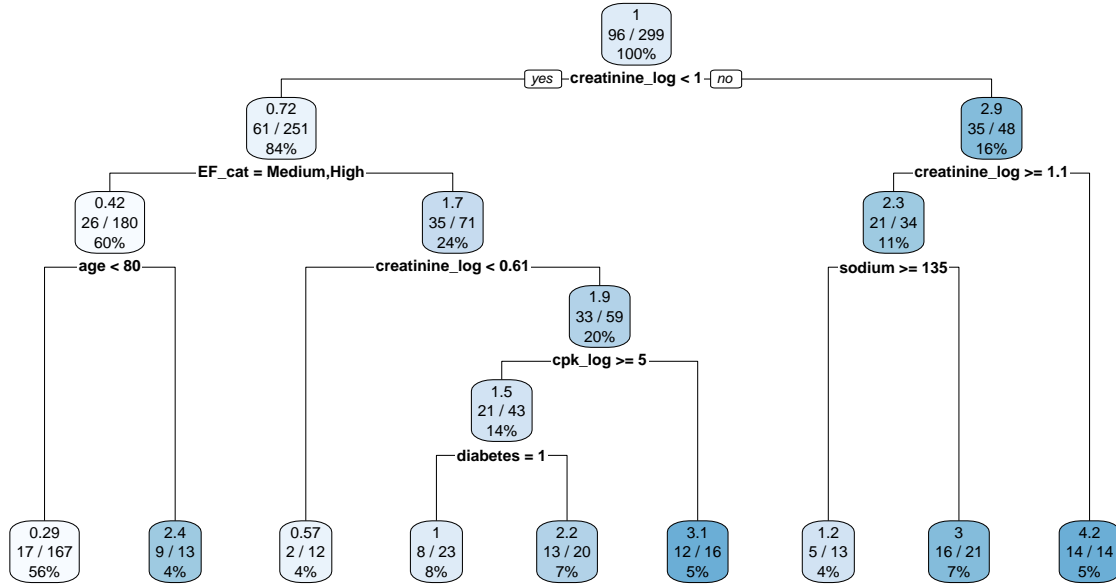 1
96 / 299
100%
yes creatinine_log < 1 no
0.72
61 / 251
84%
2.9
35 / 48
16%
EF_cat = Medium,High
creatinine_log >= 1.1
0.42
26 / 180
60%
1.7
35 / 71
24%
2.3
21 / 34
11%
age < 80
creatinine_log < 0.61
sodium >= 135
1.9
33 / 59
20%
cpk_log >= 5
1.5
21 / 43
14%
diabetes = 1
0.29
17 / 167
56%
2.4
9 / 13
4%
0.57
2 / 12
4%
1
8 / 23
8%
2.2
13 / 20
7%
3.1
12 / 16
5%
1.2
5 / 13
4%
3
16 / 21
7%
4.2
14 / 14
5%